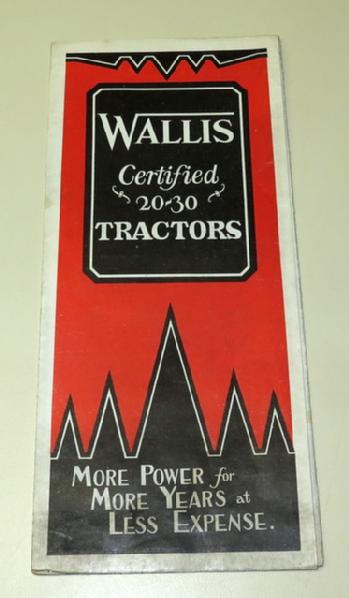 WALLIS
Certified
20-30
TRACTORS
MORE POWER for
MORE YEARS at
LESS EXPENSE.